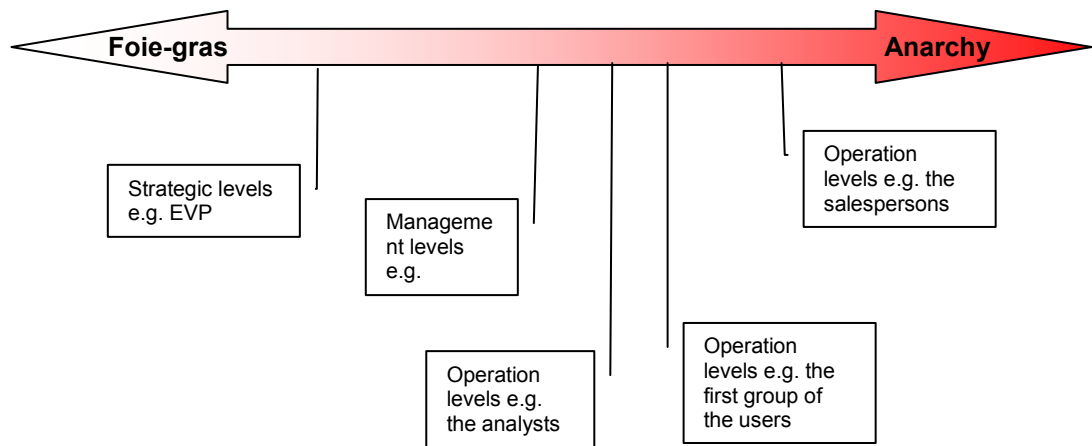 Foie-gras
Anarchy
Strategic levels
e.g. EVP
Manageme
nt levels
e.g.
Operation
levels e.g.
the analysts
Operation
levels e.g. the
first group of
the users
Operation
levels e.g. the
salespersons